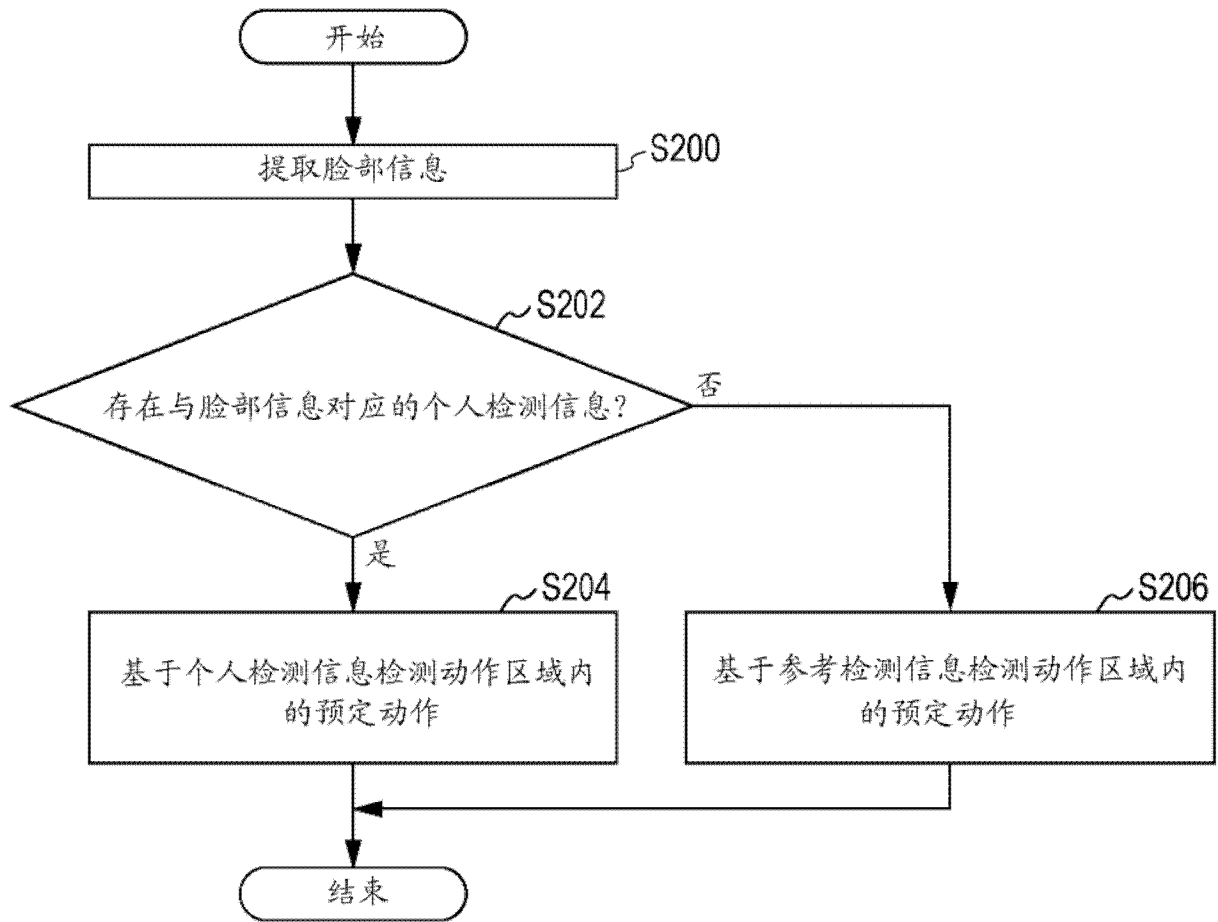 开始
提取脸部信息
S200
S202
存在与脸部信息对应的个人检测信息?
否
是
S204
基于个人检测信息检测动作区域内
的预定动作
S206
基于参考检测信息检测动作区域内
的预定动作
结束